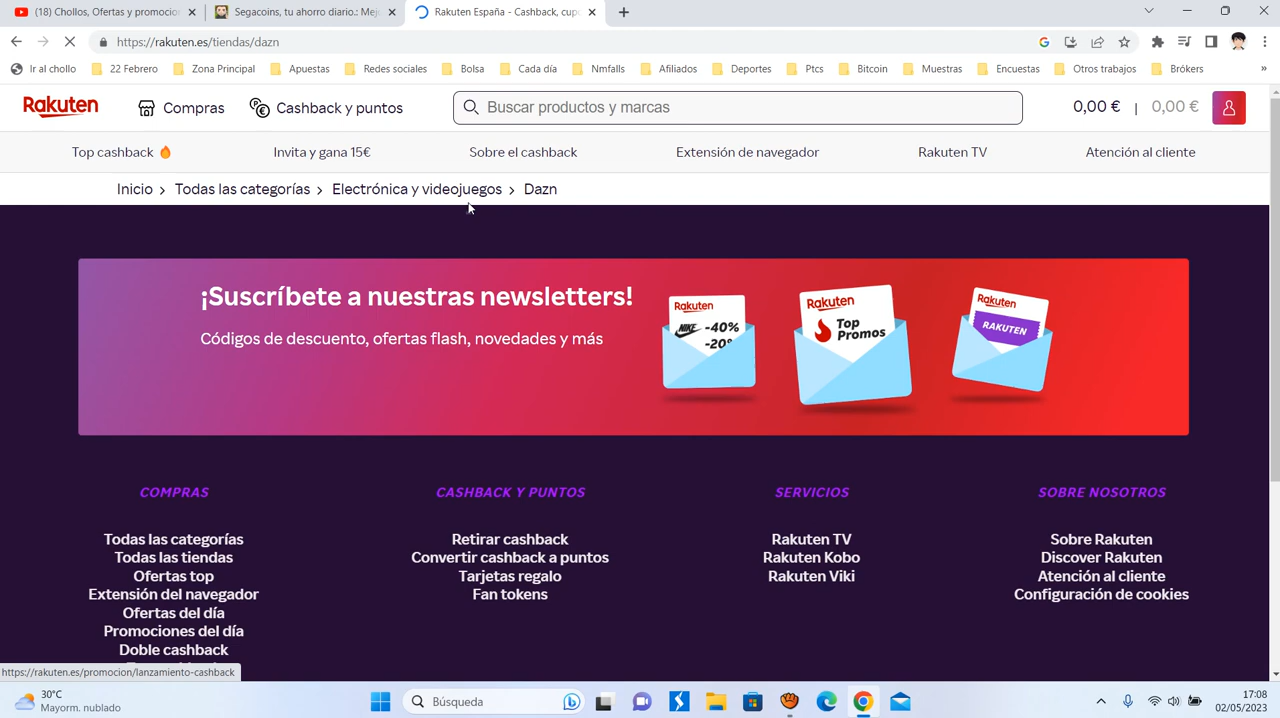 (18) Chollos, Ofertas y promocion
Segacoins, tu ahorro diario.: Mej
Rakuten España - Cashback, cup
https://rakuten.es/tiendas/dazn
Ir al chollo
22 Febrero
Zona Principal
Apuestas
Redes sociales
Bolsa
Cada día
Nmfalls
Afiliados
Deportes
Ptcs
Bitcoin
Muestras
Encuestas
Otros trabajos
Brókers
»
Rakuten
Compras
Cashback y puntos
Buscar productos y marcas
0,00 € | 0,00 €
Top cashback
Invita y gana 15€
Sobre el cashback
Extensión de navegador
Rakuten TV
Atención al cliente
Inicio > Todas las categorías > Electrónica y videojuegos > Dazn
¡Suscríbete a nuestras newsletters!
Códigos de descuento, ofertas flash, novedades y más
Rakuten
NIKE -40%
-20%
Rakuten
Top
Promos
Rakuten
RAKUTEN
COMPRAS
Todas las categorías
Todas las tiendas
Ofertas top
Extensión del navegador
Ofertas del día
Promociones del día
Doble cashback
CASHBACK Y PUNTOS
Retirar cashback
Convertir cashback a puntos
Tarjetas regalo
Fan tokens
SERVICIOS
Rakuten TV
Rakuten Kobo
Rakuten Viki
SOBRE NOSOTROS
Sobre Rakuten
Discover Rakuten
Atención al cliente
Configuración de cookies
https://rakuten.es/promocion/lanzamiento-cashback
30°C
Mayorm. nublado
Búsqueda
17:08
02/05/2023